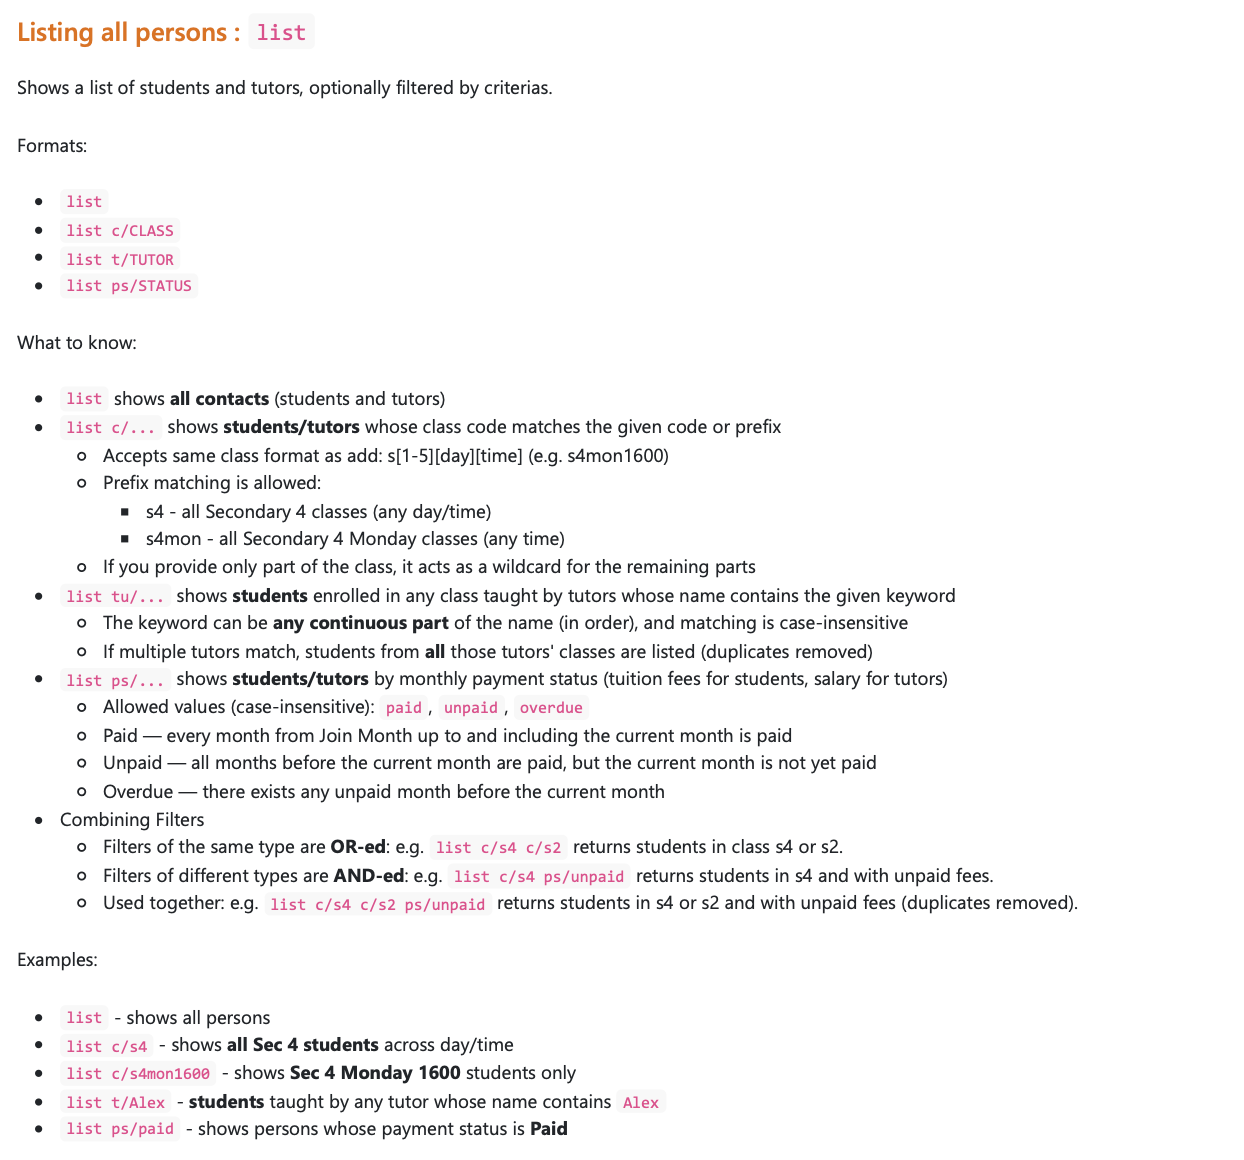 Listing all persons : list
Shows a list of students and tutors, optionally filtered by criterias.
Formats:
• list
• list c/CLASS
• list t/TUTOR
• list ps/STATUS
What to know:
• list shows all contacts (students and tutors)
• list c/... shows students/tutors whose class code matches the given code or prefix
○ Accepts same class format as add: s[1-5][day][time] (e.g. s4mon1600)
○ Prefix matching is allowed:
■ s4 - all Secondary 4 classes (any day/time)
■ s4mon - all Secondary 4 Monday classes (any time)
○ If you provide only part of the class, it acts as a wildcard for the remaining parts
• list tu/... shows students enrolled in any class taught by tutors whose name contains the given keyword
○ The keyword can be any continuous part of the name (in order), and matching is case-insensitive
○ If multiple tutors match, students from all those tutors' classes are listed (duplicates removed)
• list ps/... shows students/tutors by monthly payment status (tuition fees for students, salary for tutors)
○ Allowed values (case-insensitive): paid , unpaid , overdue
○ Paid — every month from Join Month up to and including the current month is paid
○ Unpaid — all months before the current month are paid, but the current month is not yet paid
○ Overdue — there exists any unpaid month before the current month
• Combining Filters
○ Filters of the same type are OR-ed: e.g. list c/s4 c/s2 returns students in class s4 or s2.
○ Filters of different types are AND-ed: e.g. list c/s4 ps/unpaid returns students in s4 and with unpaid fees.
○ Used together: e.g. list c/s4 c/s2 ps/unpaid returns students in s4 or s2 and with unpaid fees (duplicates removed).
Examples:
• list - shows all persons
• list c/s4 - shows all Sec 4 students across day/time
• list c/s4mon1600 - shows Sec 4 Monday 1600 students only
• list t/Alex - students taught by any tutor whose name contains Alex
• list ps/paid - shows persons whose payment status is Paid